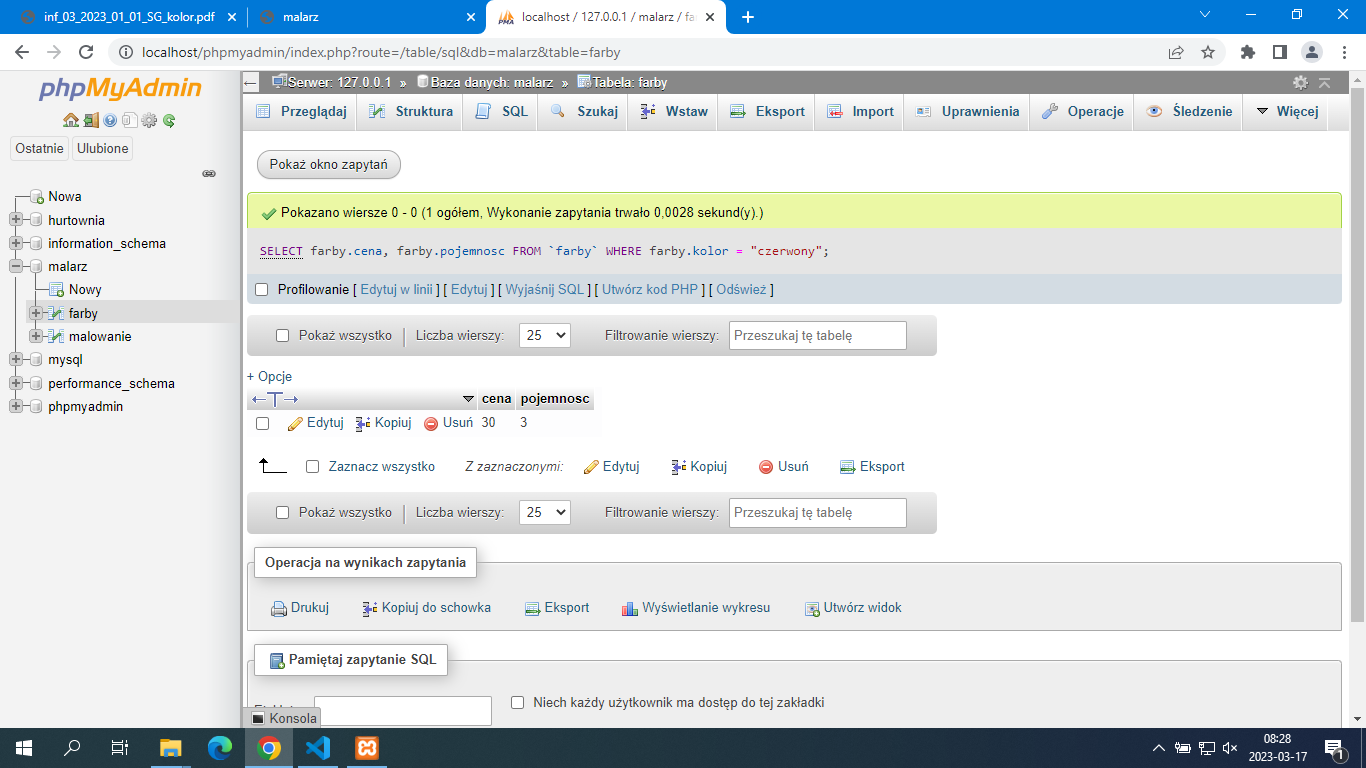 inf_03_2023_01_01_SG_kolor.pdf
malarz
localhost / 127.0.0.1 / malarz / fa
localhost/phpmyadmin/index.php?route=/table/sql&db=malarz&table=farby
phpMyAdmin
Ostatnie Ulubione
Nowa
hurtownia
information_schema
malarz
Nowy
farby
malowanie
mysql
performance_schema
phpmyadmin
Serwer: 127.0.0.1 » Baza danych: malarz » Tabela: farby
Przeglądaj Struktura SQL Szukaj Wstaw Eksport Import Uprawnienia Operacje Śledzenie Więcej
Pokaż okno zapytań
Pokazano wiersze 0 - 0 (1 ogółem, Wykonanie zapytania trwało 0,0028 sekund(y).)
SELECT farby.cena, farby.pojemnosc FROM `farby` WHERE farby.kolor = "czerwony";
Profilowanie [ Edytuj w linii ] [ Edytuj ] [ Wyjaśnij SQL ] [ Utwórz kod PHP ] [ Odśwież ]
Pokaż wszystko | Liczba wierszy: 25 Filtrowanie wierszy: Przeszukaj tę tabelę
+ Opcje
←T→ cena pojemnosc
Edytuj Kopiuj Usuń 30 3
Zaznacz wszystko Z zaznaczonymi: Edytuj Kopiuj Usuń Eksport
Pokaż wszystko | Liczba wierszy: 25 Filtrowanie wierszy: Przeszukaj tę tabelę
Operacja na wynikach zapytania
Drukuj Kopiuj do schowka Eksport Wyświetlanie wykresu Utwórz widok
Pamiętaj zapytanie SQL
Niech każdy użytkownik ma dostęp do tej zakładki
Konsola
08:28
2023-03-17
1